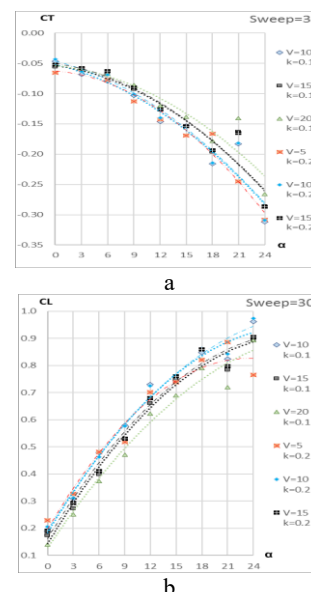 CT
Sweep=3
-0.00
-0.05
-0.10
-0.15
-0.20
-0.25
-0.30
-0.35
0 3 6 9 12 15 18 21 24 α
V=10
k=0.1
V=15
k=0.1
V=20
k=0.1
V=5
k=0.2
V=10
k=0.2
V=15
k=0.2
a
CL
Sweep=30
1.0
0.9
0.8
0.7
0.6
0.5
0.4
0.3
0.2
0.1
0 3 6 9 12 15 18 21 24
α
V=10
k=0.1
V=15
k=0.1
V=20
k=0.1
V=5
k=0.2
V=10
k=0.2
V=15
k=0.2
b